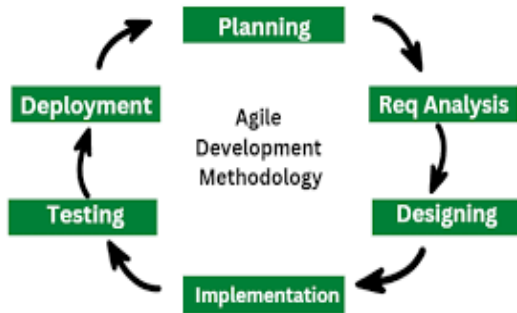 Planning
Deployment
Req Analysis
Agile
Development
Methodology
Testing
Designing
Implementation